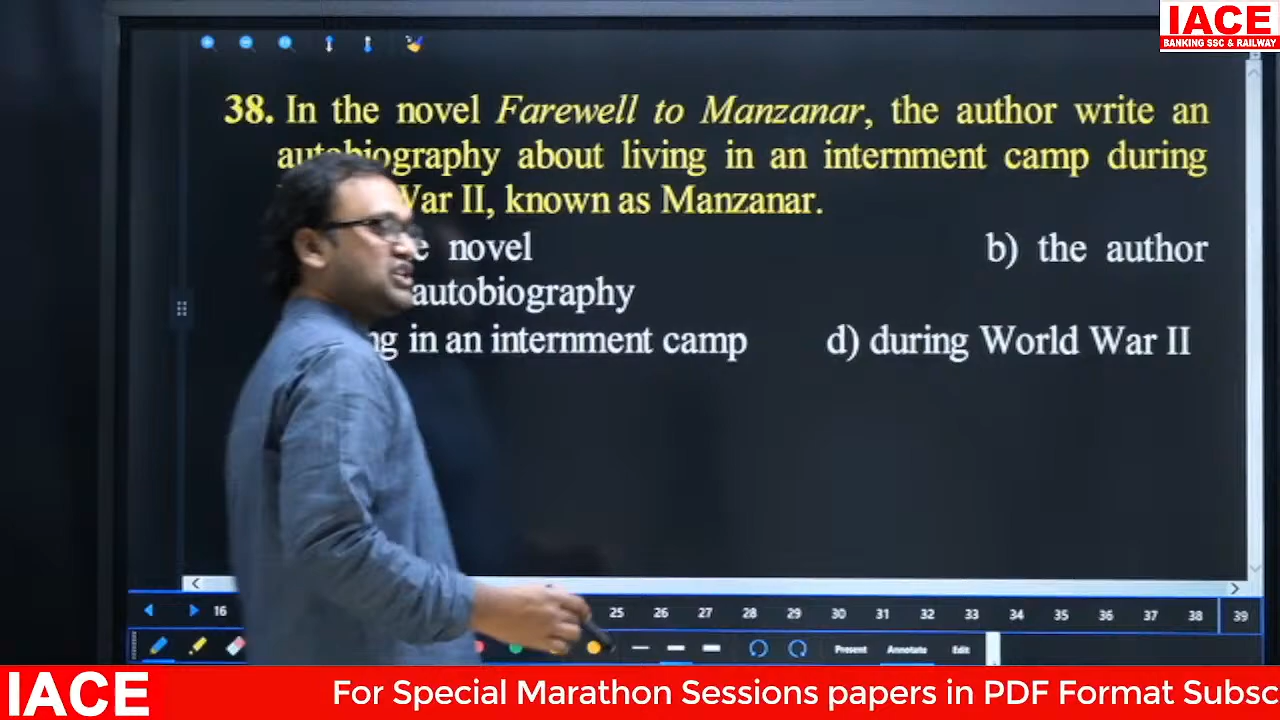 IACE
BANKING SSC & RAILWAY
38. In the novel Farewell to Manzanar, the author write an
autobiography about living in an internment camp during
War II, known as Manzanar.
novel b) the author
autobiography
in an internment camp d) during World War II
16 25 26 27 28 29 30 31 32 33 34 35 36 37 38 39
Present Annotate Edit
IACE For Special Marathon Sessions papers in PDF Format Subsc